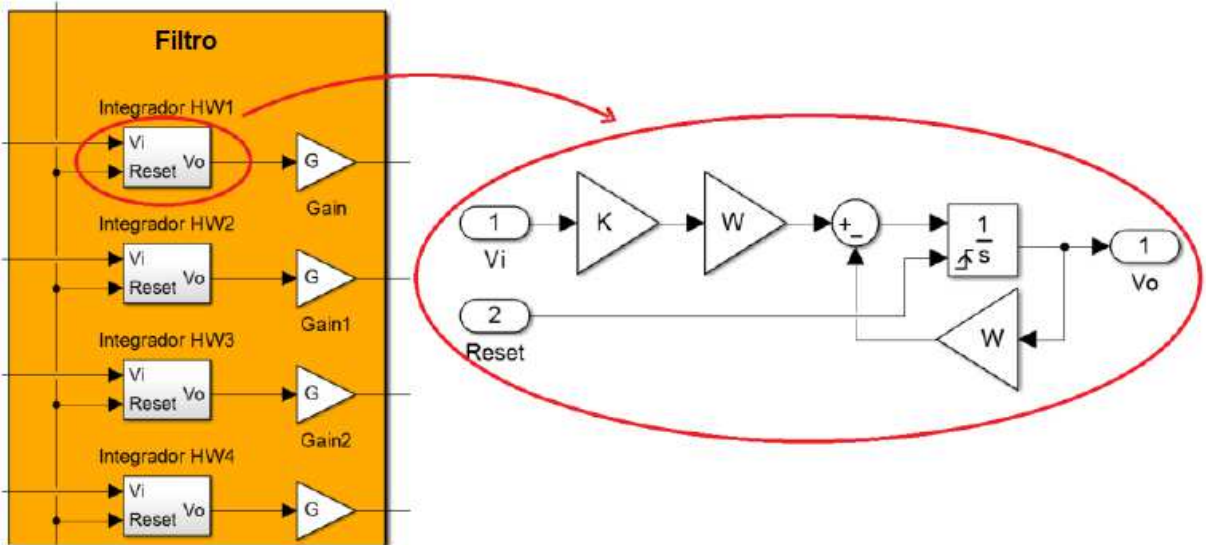 Filtro
Integrador HW1
Vi
Reset
Vo
G
Gain
Integrador HW2
Vi
Reset
Vo
G
Gain1
Integrador HW3
Vi
Reset
Vo
G
Gain2
Integrador HW4
Vi
Reset
Vo
G
1
Vi
K
W
+
−
1
s
1
Vo
2
Reset
W